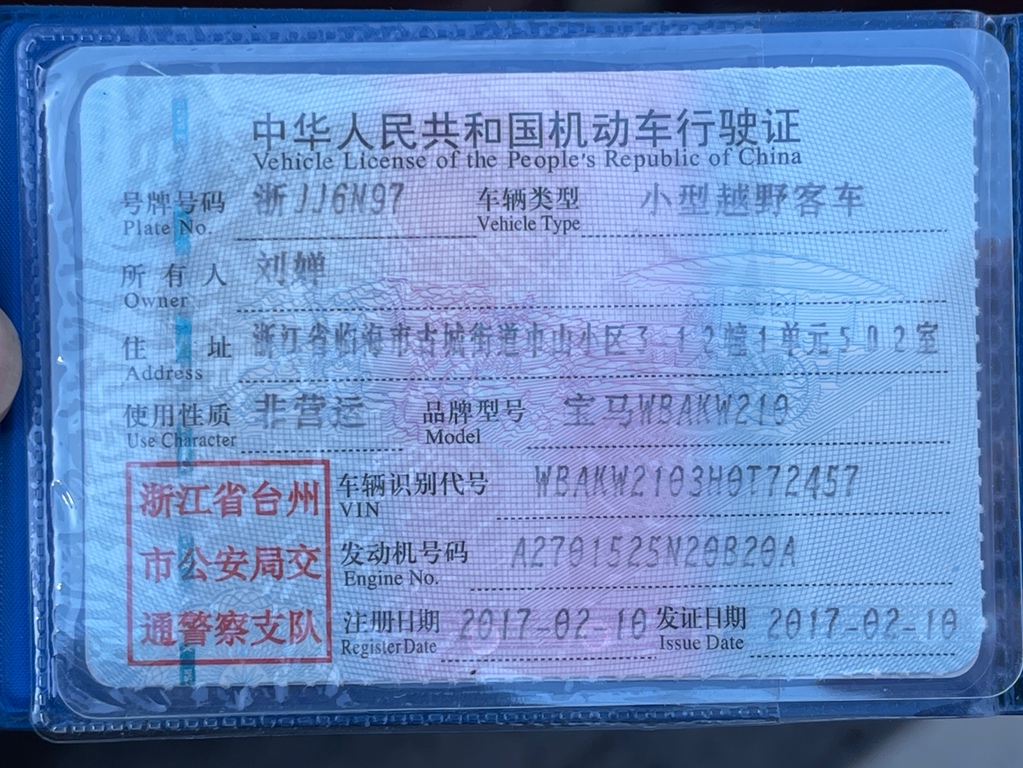 中华人民共和国机动车行驶证
Vehicle License of the People's Republic of China
号牌号码 浙JJ6N97 车辆类型 小型越野客车
Plate No. Vehicle Type
所有人 刘婵
Owner
住址 浙江省临海市古城街道巾山小区3-12幢1单元502室
Address
使用性质 非营运 品牌型号 宝马WBAKW210
Use Character Model
浙江省台州
市公安局交
通警察支队
车辆识别代号 WBAKW2103H0T72457
VIN
发动机号码 A2701525N20B20A
Engine No.
注册日期 2017-02-10 发证日期 2017-02-10
Register Date Issue Date